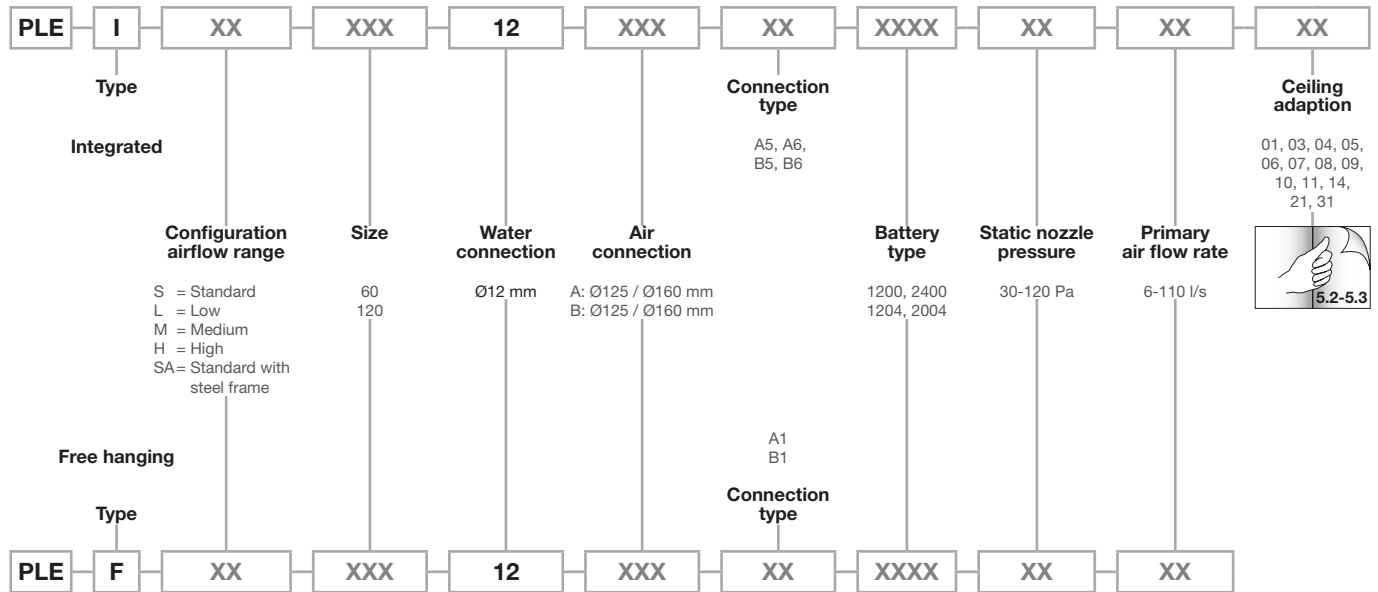 PLE I XX XXX 12 XXX XX XXXX XX XX XX
Type
Integrated
Configuration
airflow range
S = Standard
L = Low
M = Medium
H = High
SA= Standard with
steel frame
Size
60
120
Water
connection
Ø12 mm
Air
connection
A: Ø125 / Ø160 mm
B: Ø125 / Ø160 mm
Connection
type
A5, A6,
B5, B6
Battery
type
1200, 2400
1204, 2004
Static nozzle
pressure
30-120 Pa
Primary
air flow rate
6-110 l/s
Ceiling
adaption
01, 03, 04, 05,
06, 07, 08, 09,
10, 11, 14,
21, 31
5.2-5.3
Free hanging
Type
A1
B1
Connection
type
PLE F XX XXX 12 XXX XX XXXX XX XX